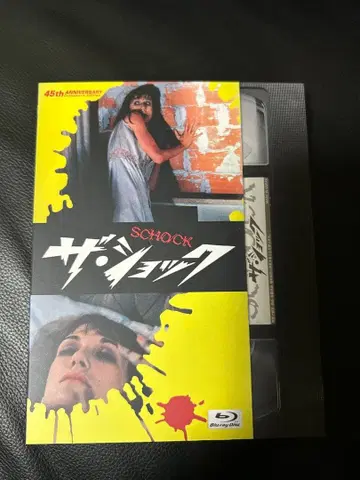 45th ANNIVERSARY
SCHOCK
ザ・ショック
Blu-ray Disc